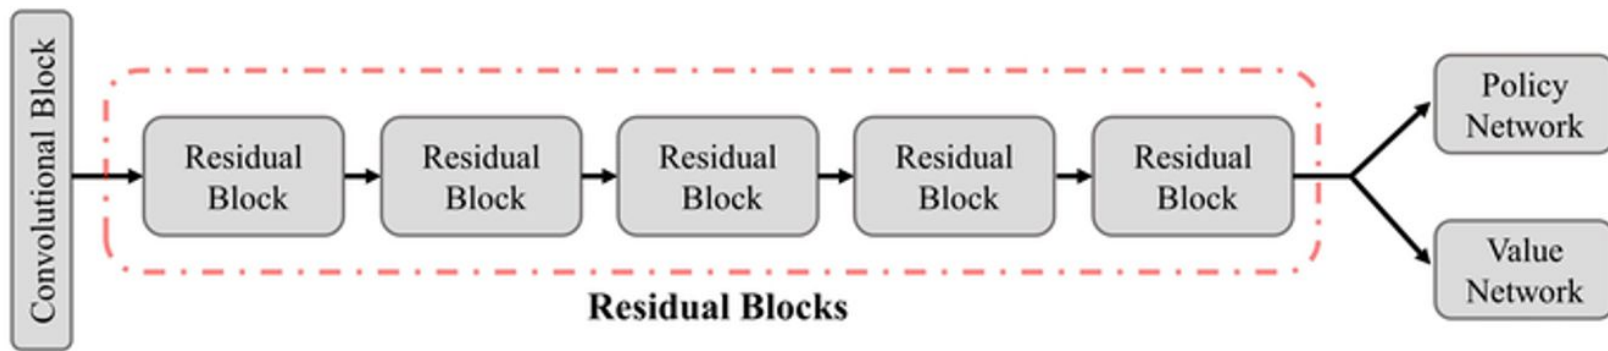 Convolutional Block
Residual
Block
Residual
Block
Residual
Block
Residual
Block
Residual
Block
Policy
Network
Value
Network
Residual Blocks